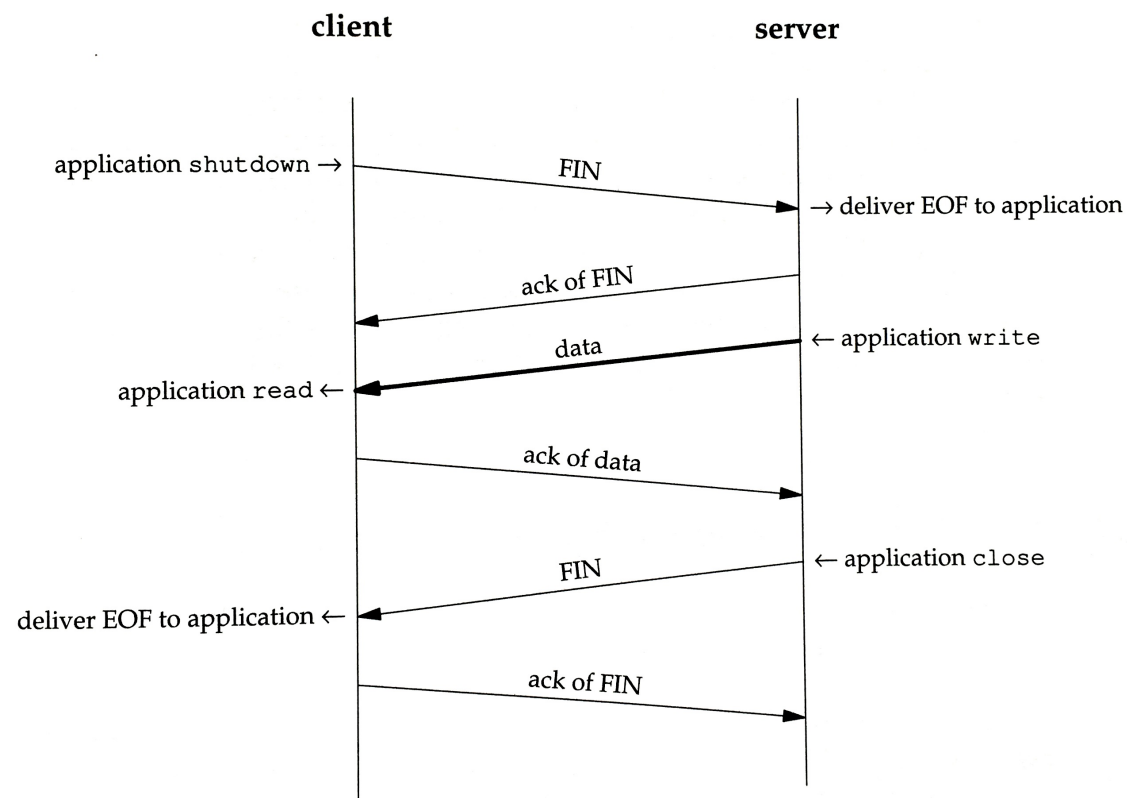 client server
application shutdown →
FIN
→ deliver EOF to application
ack of FIN
← application write
data
application read ←
ack of data
← application close
FIN
deliver EOF to application ←
ack of FIN